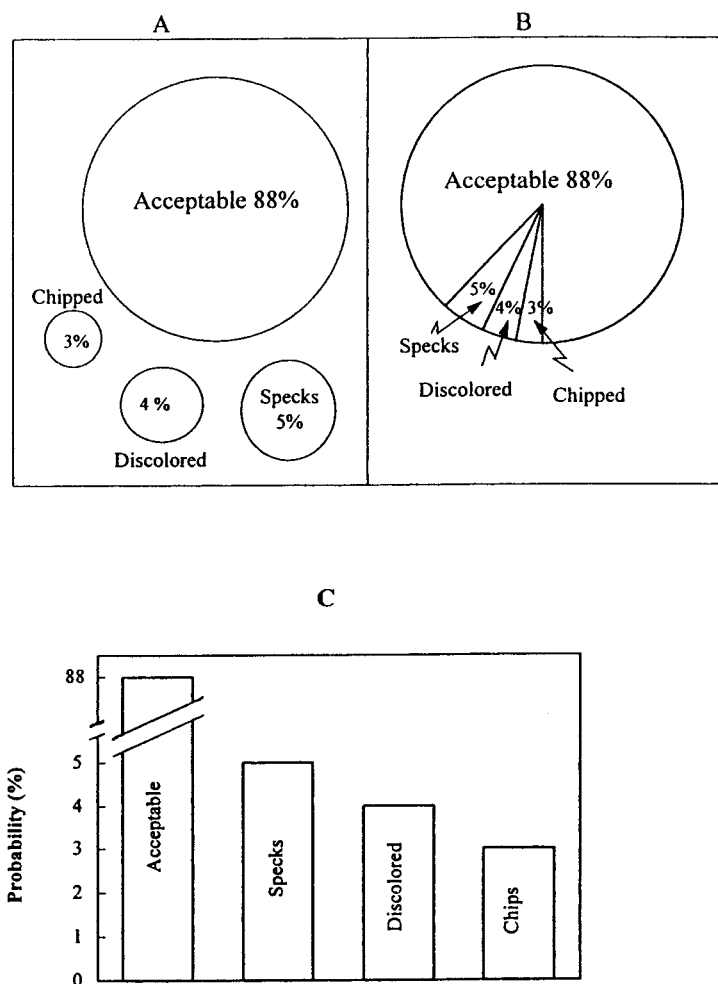 A
Acceptable 88%
Chipped
3%
4 %
Discolored
Specks
5%
B
Acceptable 88%
5%
4%
3%
Specks
Discolored
Chipped
C
Probability (%)
88
5
4
3
2
1
0
Acceptable
Specks
Discolored
Chips